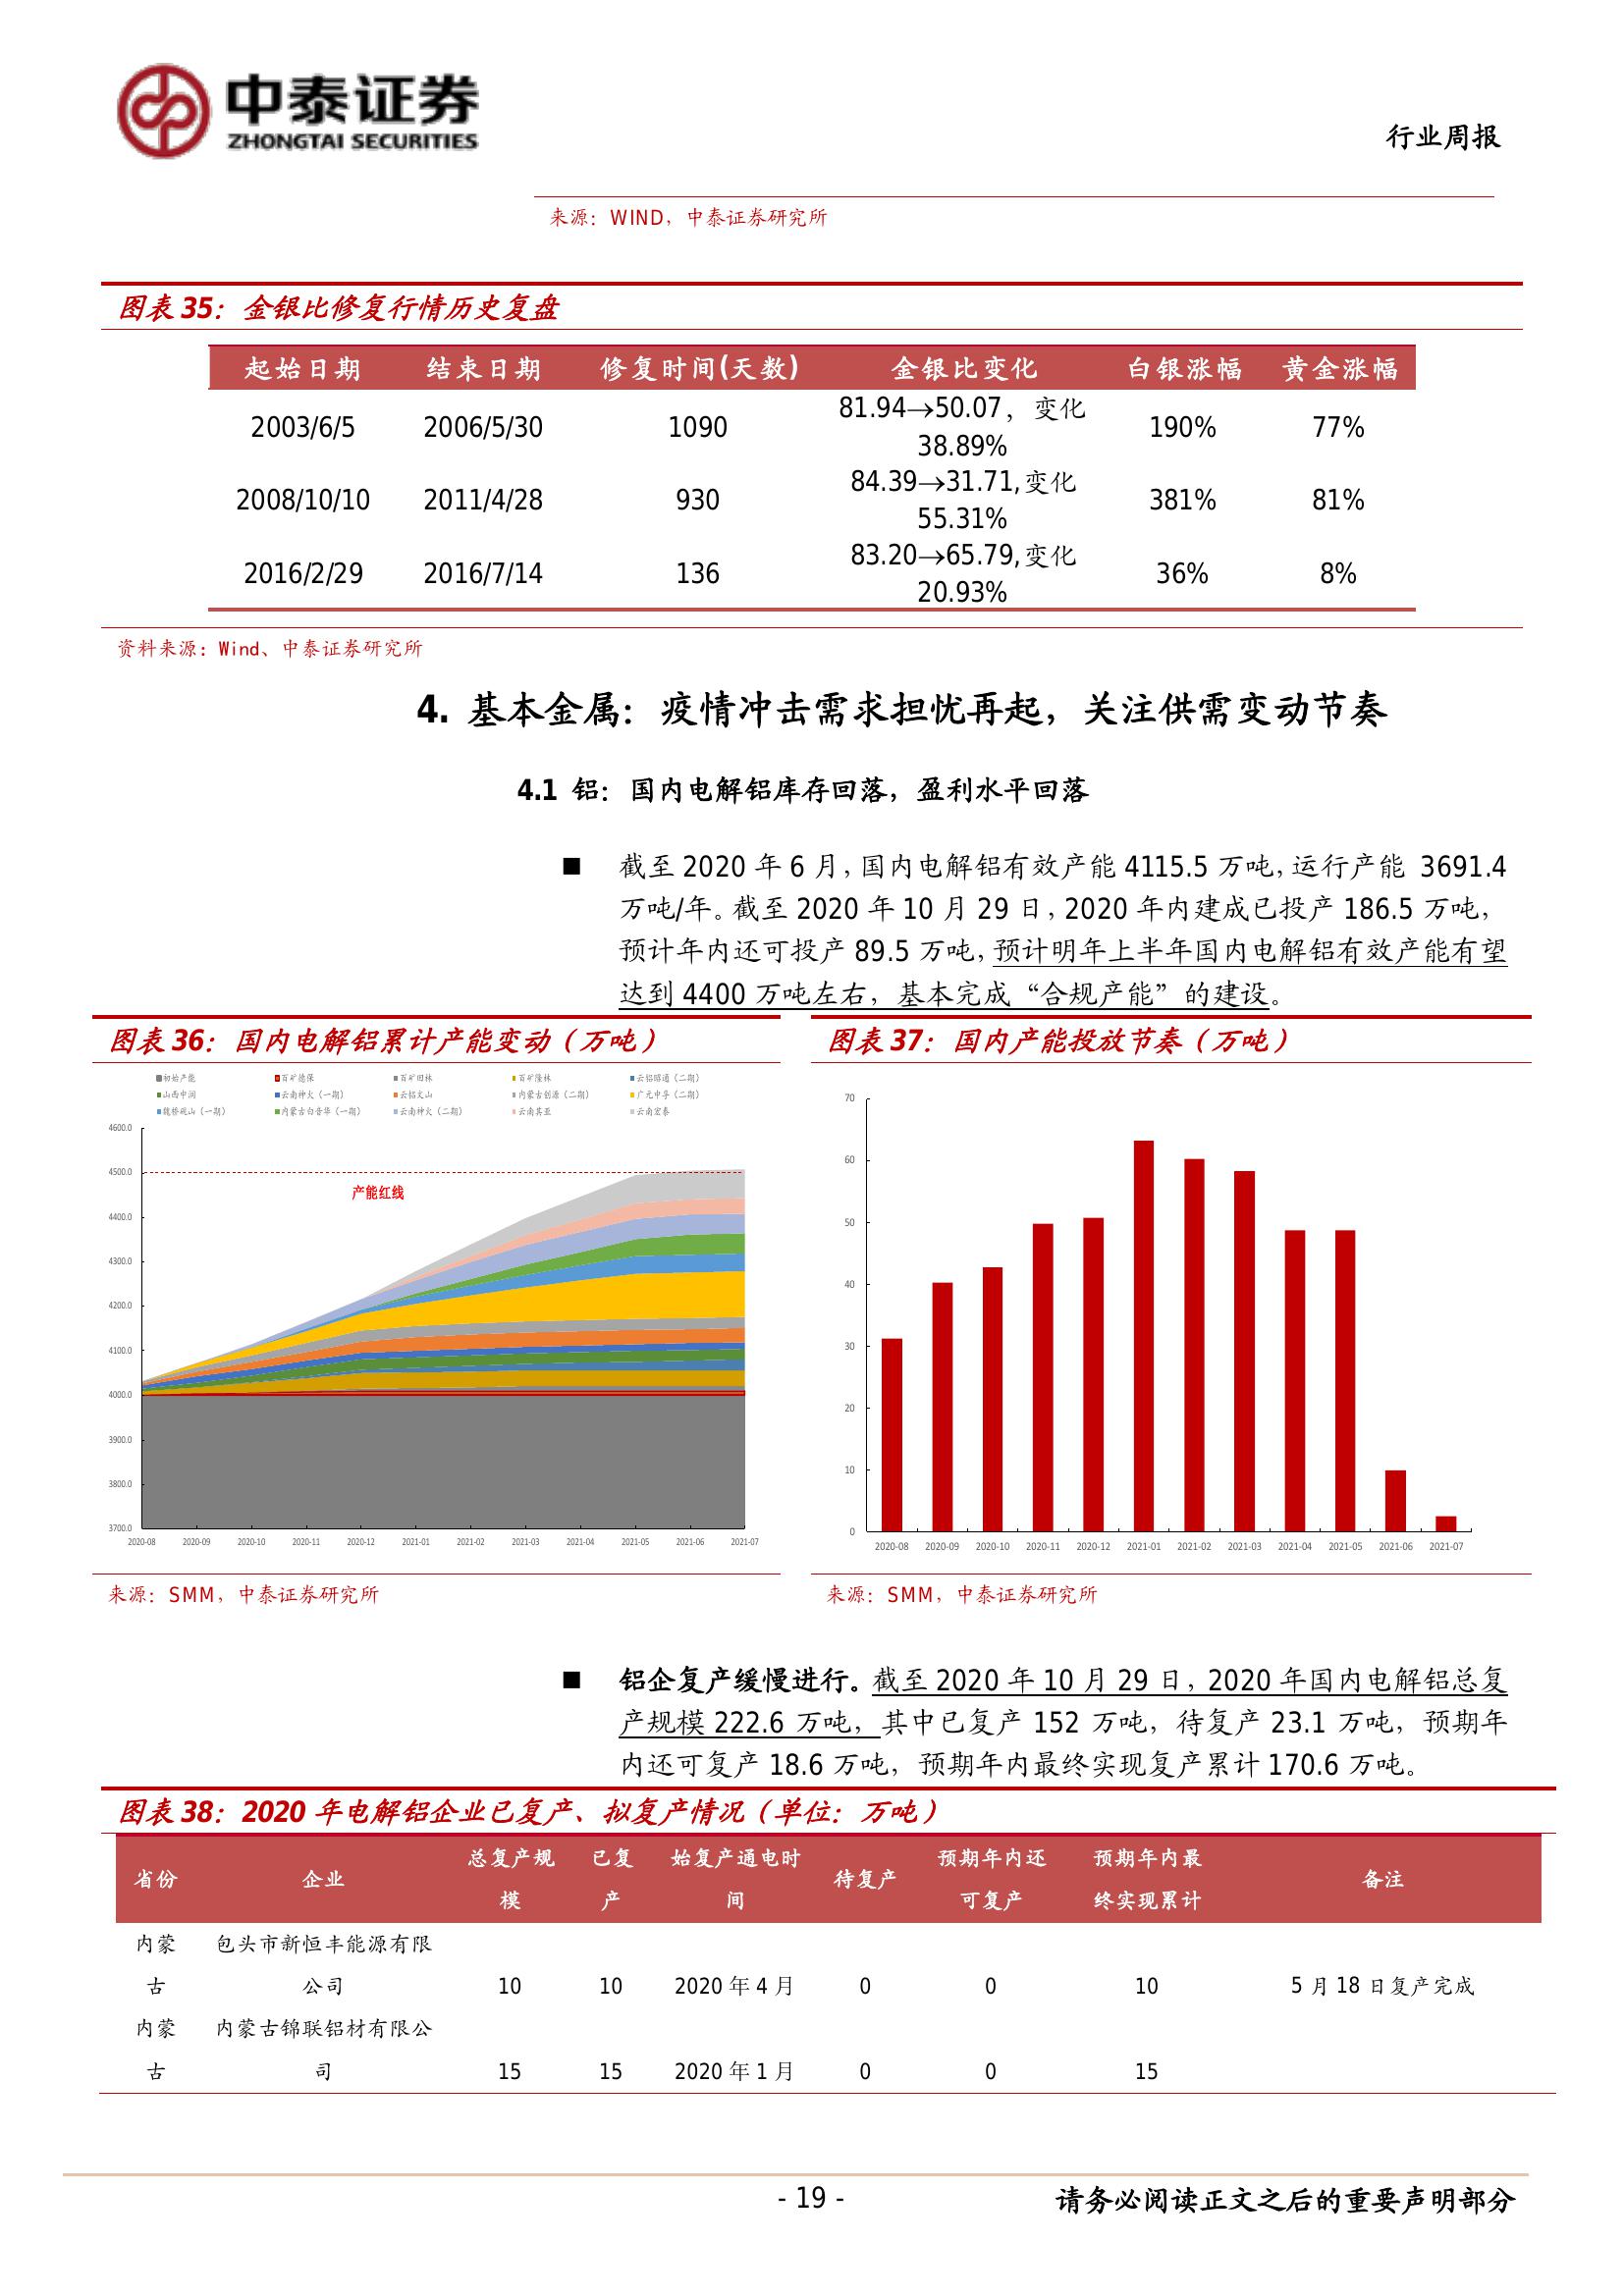 中泰证券
ZHONGTAI SECURITIES
行业周报
来源：WIND，中泰证券研究所
图表 35：金银比修复行情历史复盘
起始日期 结束日期 修复时间(天数) 金银比变化 白银涨幅 黄金涨幅
2003/6/5 2006/5/30 1090 81.94→50.07，变化 38.89% 190% 77%
2008/10/10 2011/4/28 930 84.39→31.71,变化 55.31% 381% 81%
2016/2/29 2016/7/14 136 83.20→65.79,变化 20.93% 36% 8%
资料来源：Wind、中泰证券研究所
4. 基本金属：疫情冲击需求担忧再起，关注供需变动节奏
4.1 铝：国内电解铝库存回落，盈利水平回落
■ 截至 2020 年 6 月，国内电解铝有效产能 4115.5 万吨，运行产能 3691.4
万吨/年。截至 2020 年 10 月 29 日，2020 年内建成已投产 186.5 万吨，
预计年内还可投产 89.5 万吨，预计明年上半年国内电解铝有效产能有望
达到 4400 万吨左右，基本完成“合规产能”的建设。
图表 36：国内电解铝累计产能变动（万吨）
初始产能 百矿德保 百矿田林 百矿隆林 云铝昭通（二期）
山西中润 云南神火（一期） 云铝文山 内蒙古创源（二期） 广元中孚（二期）
魏桥砚山（一期） 内蒙古白音华（一期） 云南神火（二期） 云南其亚 云南宏泰
4600.0
4500.0
产能红线
4400.0
4300.0
4200.0
4100.0
4000.0
3900.0
3800.0
3700.0
2020-08 2020-09 2020-10 2020-11 2020-12 2021-01 2021-02 2021-03 2021-04 2021-05 2021-06 2021-07
来源：SMM，中泰证券研究所
图表 37：国内产能投放节奏（万吨）
70
60
50
40
30
20
10
0
2020-08 2020-09 2020-10 2020-11 2020-12 2021-01 2021-02 2021-03 2021-04 2021-05 2021-06 2021-07
来源：SMM，中泰证券研究所
■ 铝企复产缓慢进行。截至 2020 年 10 月 29 日，2020 年国内电解铝总复
产规模 222.6 万吨，其中已复产 152 万吨，待复产 23.1 万吨，预期年
内还可复产 18.6 万吨，预期年内最终实现复产累计 170.6 万吨。
图表 38：2020 年电解铝企业已复产、拟复产情况（单位：万吨）
省份 企业 总复产规模 已复产 始复产通电时间 待复产 预期年内还可复产 预期年内最终实现累计 备注
内蒙古 包头市新恒丰能源有限公司 10 10 2020 年 4 月 0 0 10 5 月 18 日复产完成
内蒙古 内蒙古锦联铝材有限公司 15 15 2020 年 1 月 0 0 15
- 19 -
请务必阅读正文之后的重要声明部分